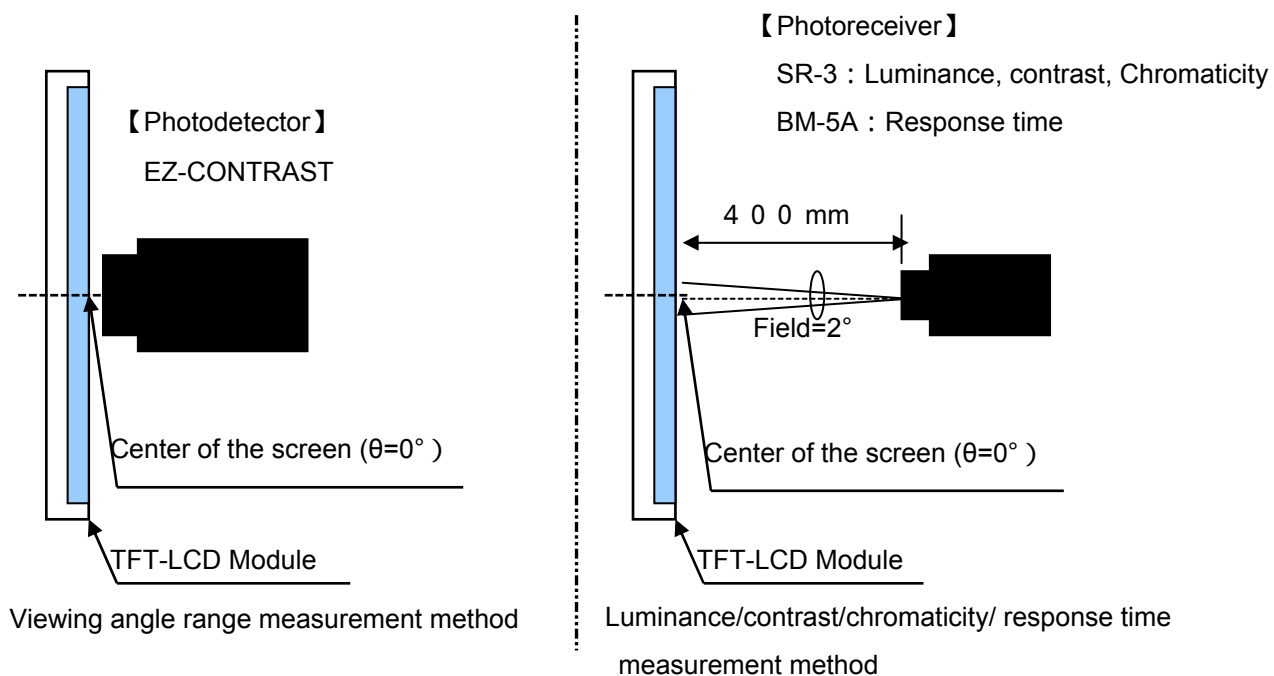 【Photodetector】
EZ-CONTRAST
Center of the screen (θ=0° )
TFT-LCD Module
Viewing angle range measurement method
【Photoreceiver】
SR-3：Luminance, contrast, Chromaticity
BM-5A：Response time
４００mm
Field=2°
Center of the screen (θ=0° )
TFT-LCD Module
Luminance/contrast/chromaticity/ response time
measurement method